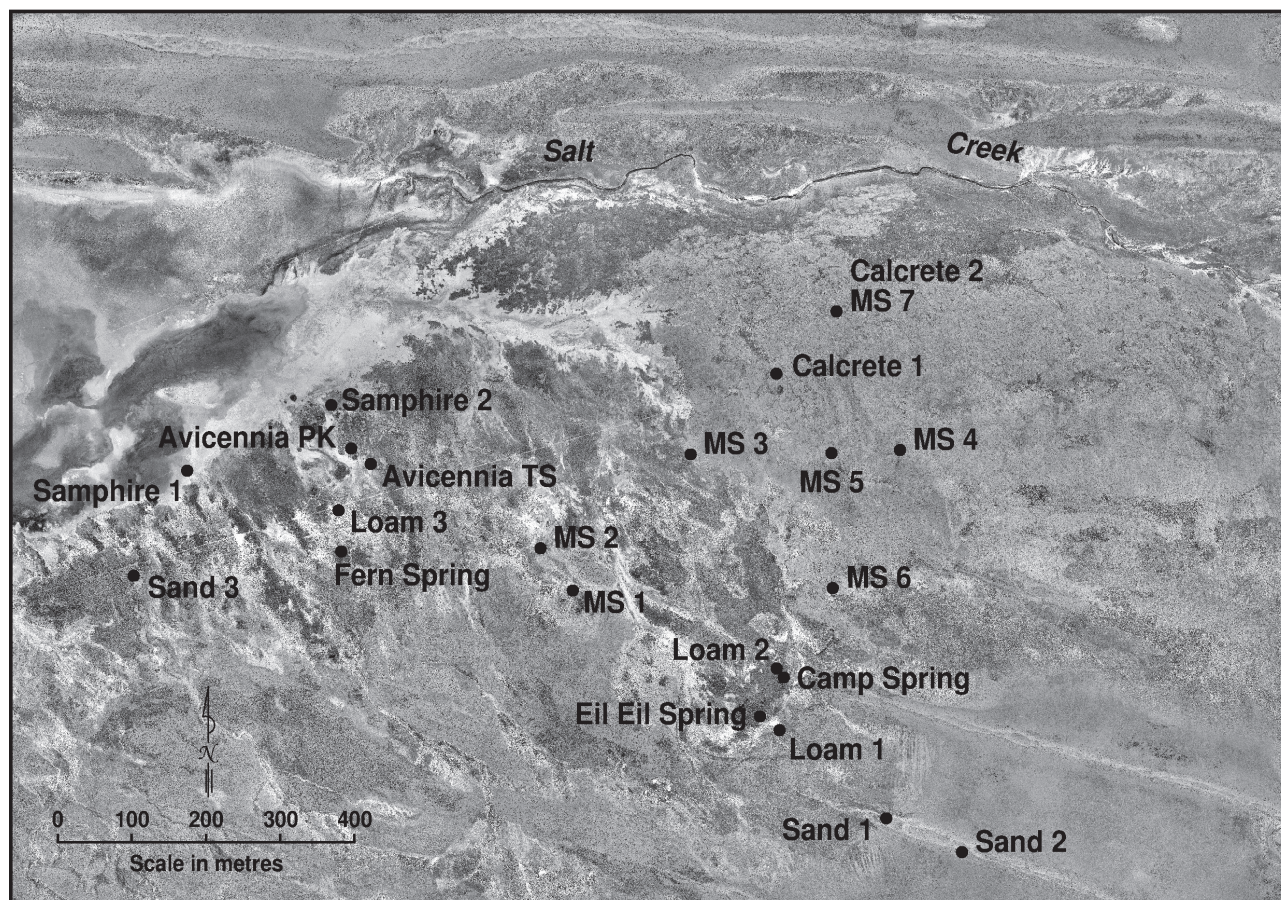 Salt
Creek
Calcrete 2
MS 7
Calcrete 1
Samphire 2
Avicennia PK
MS 3
MS 4
Avicennia TS
MS 5
Samphire 1
Loam 3
MS 2
Fern Spring
MS 6
Sand 3
MS 1
Loam 2
Camp Spring
Eil Eil Spring
Loam 1
N
0 100 200 300 400
Scale in metres
Sand 1
Sand 2